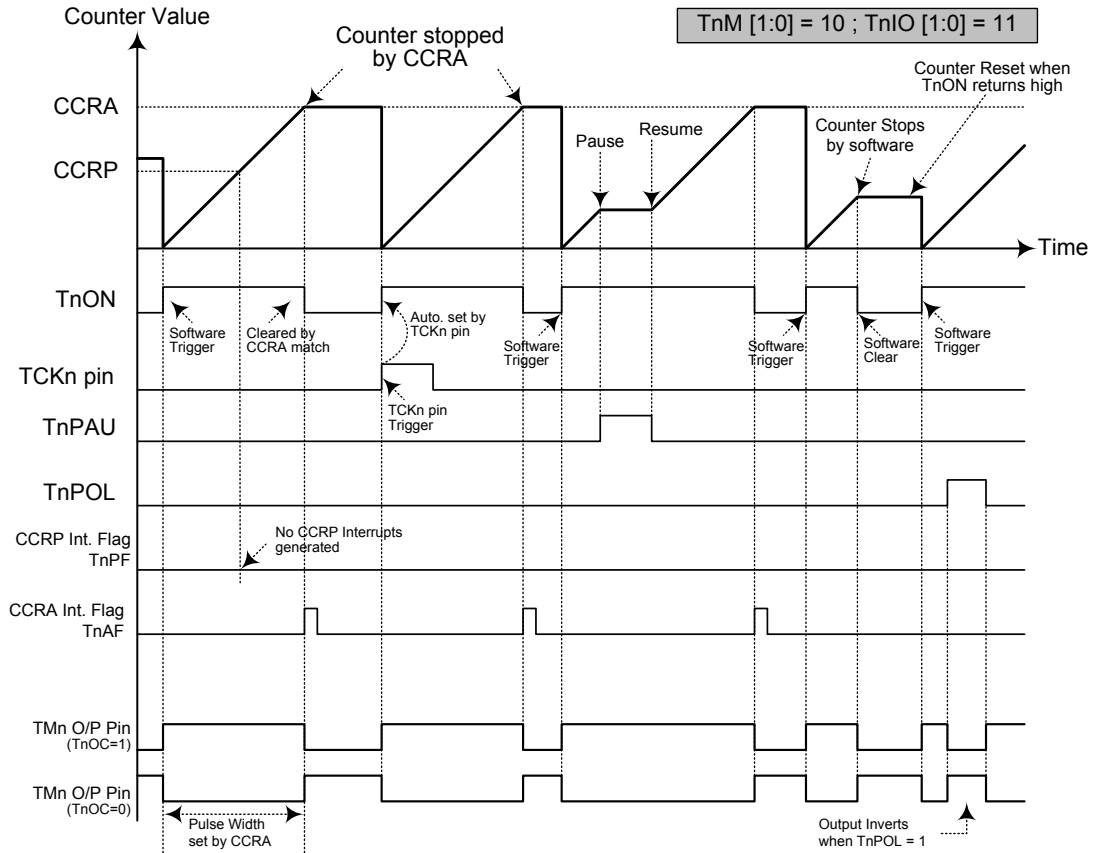 Counter Value
TnM [1:0] = 10 ; TnIO [1:0] = 11
Counter stopped
by CCRA
Counter Reset when
TnON returns high
CCRA
Counter Stops
by software
Pause
Resume
CCRP
Time
TnON
Software
Trigger
Cleared by
CCRA match
Auto. set by
TCKn pin
Software
Trigger
Software
Trigger
Software
Clear
Software
Trigger
TCKn pin
TCKn pin
Trigger
TnPAU
TnPOL
CCRP Int. Flag
TnPF
No CCRP Interrupts
generated
CCRA Int. Flag
TnAF
TMn O/P Pin
(TnOC=1)
TMn O/P Pin
(TnOC=0)
Pulse Width
set by CCRA
Output Inverts
when TnPOL = 1